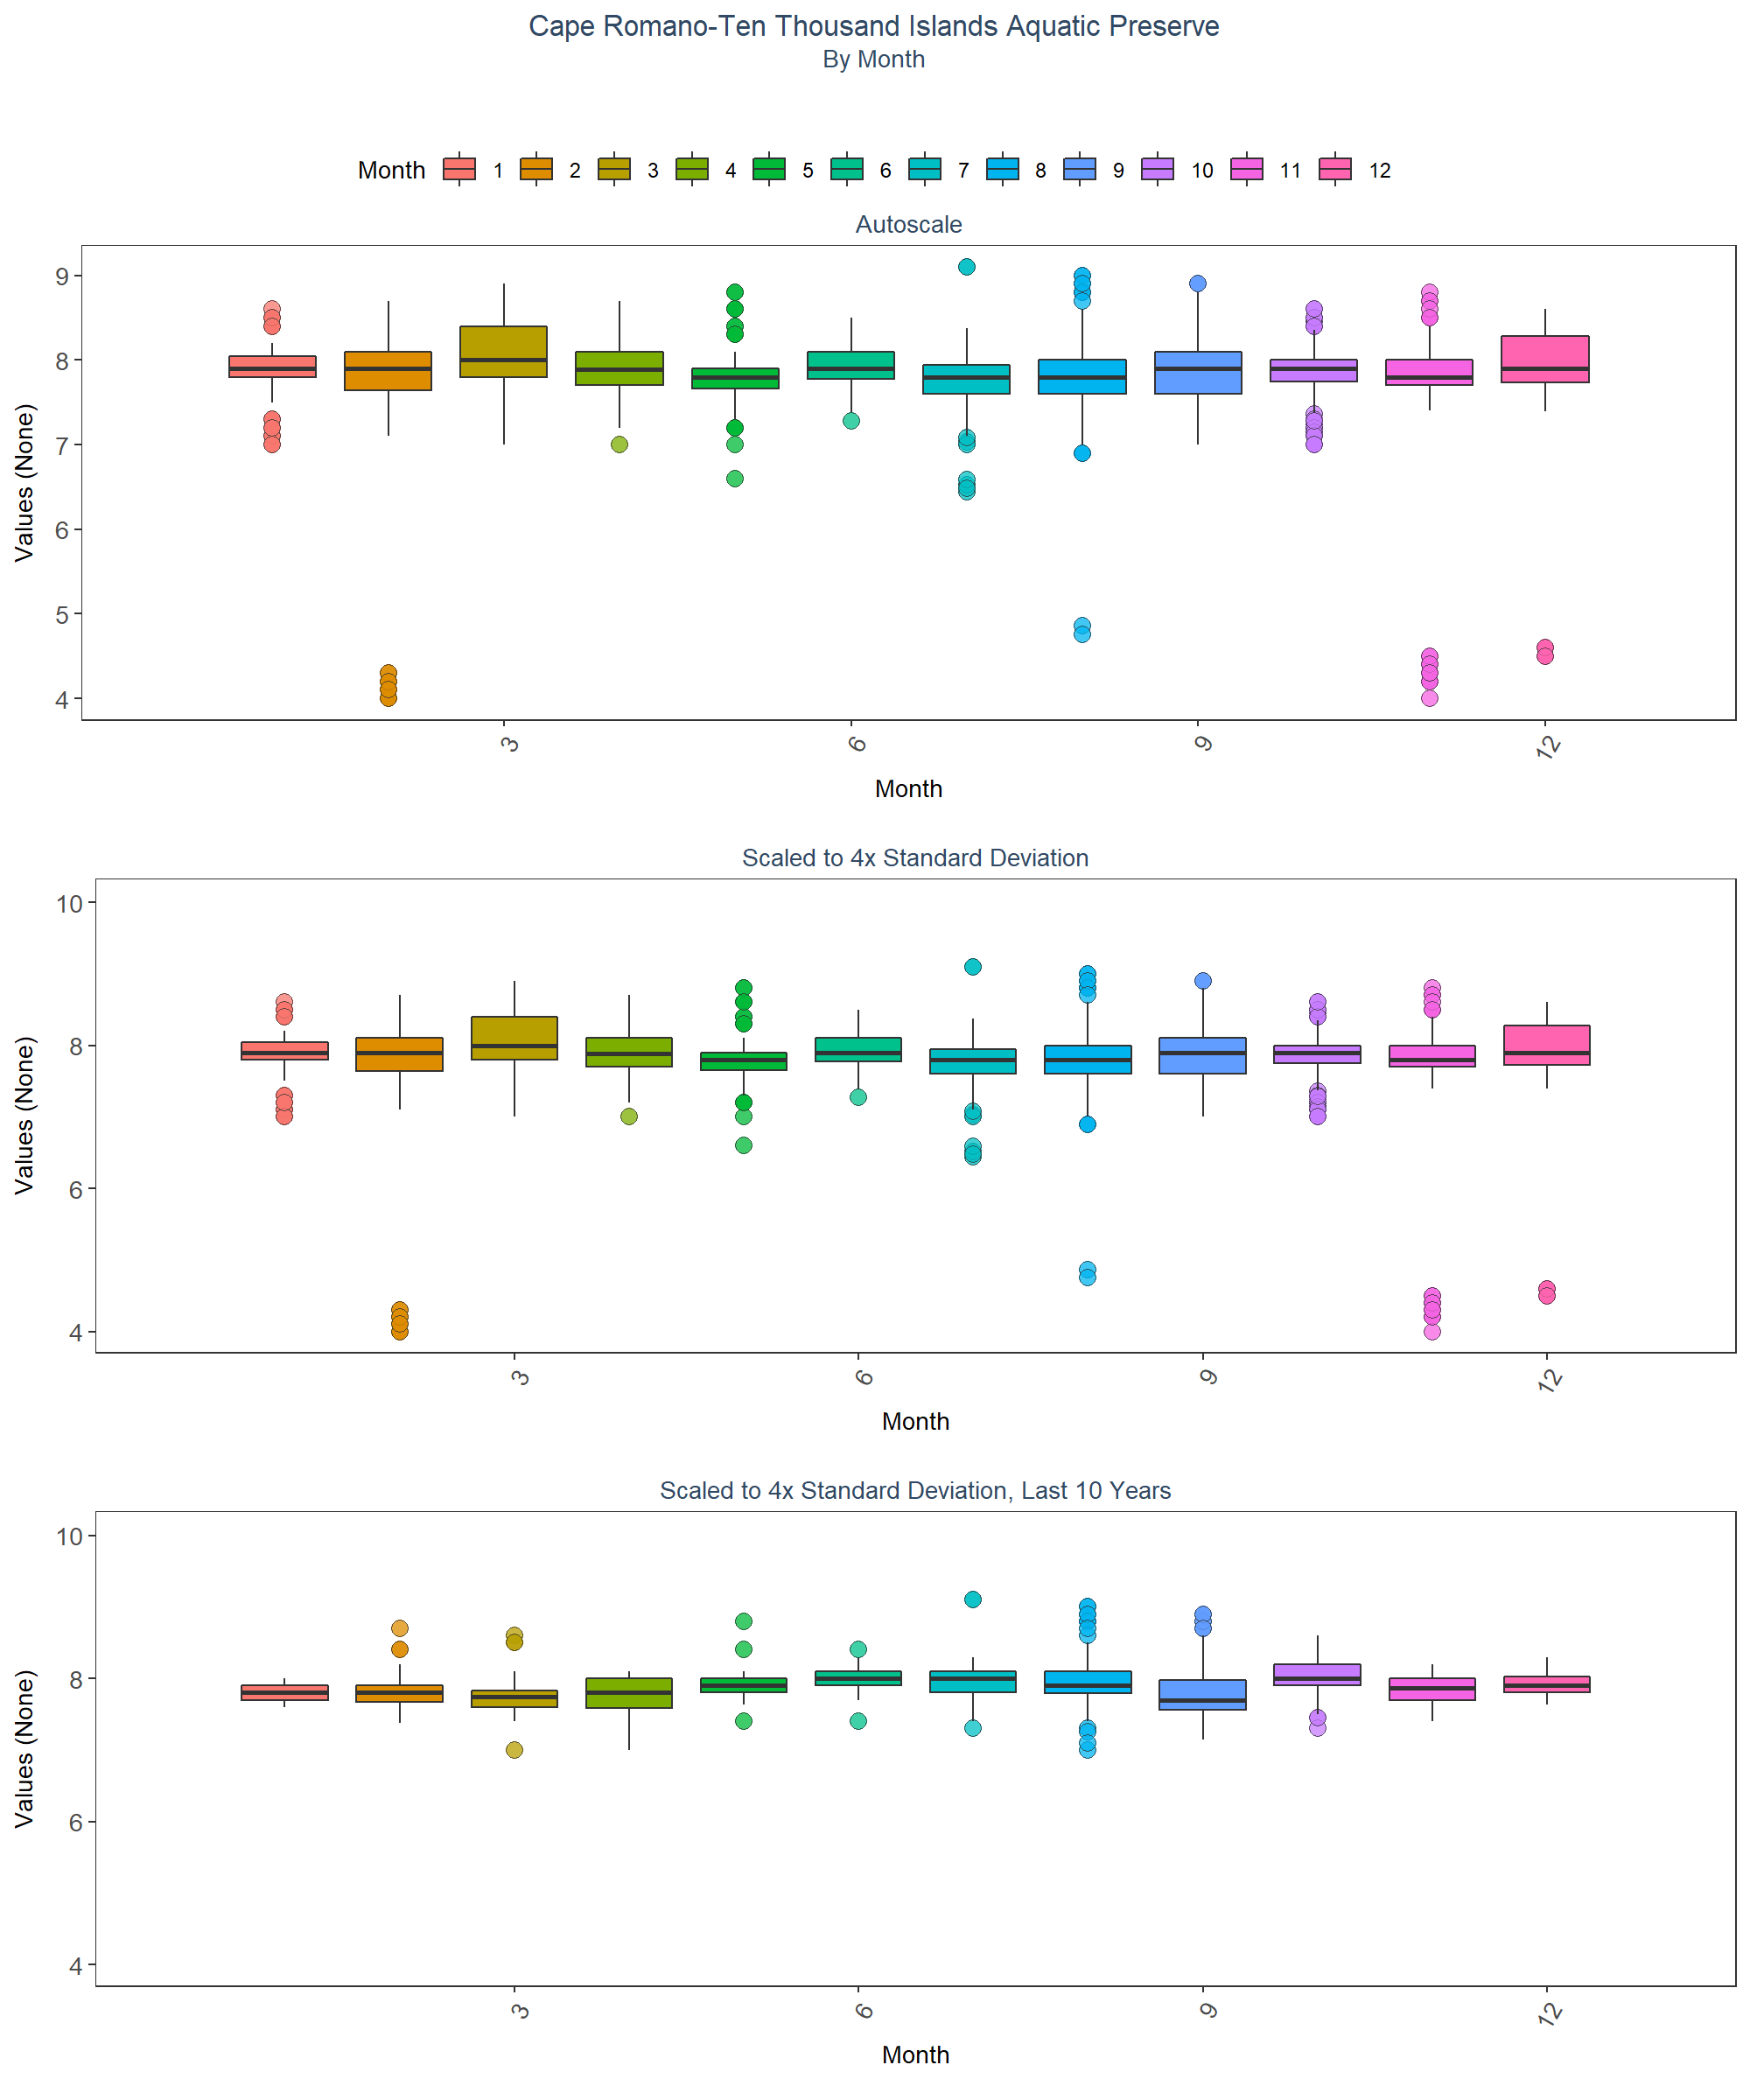 Cape Romano-Ten Thousand Islands Aquatic Preserve
By Month
Month 1 2 3 4 5 6 7 8 9 10 11 12
Autoscale
Values (None)
9
8
7
6
5
4
3 6 9 12
Month
Scaled to 4x Standard Deviation
Values (None)
10
8
6
4
3 6 9 12
Month
Scaled to 4x Standard Deviation, Last 10 Years
Values (None)
10
8
6
4
3 6 9 12
Month